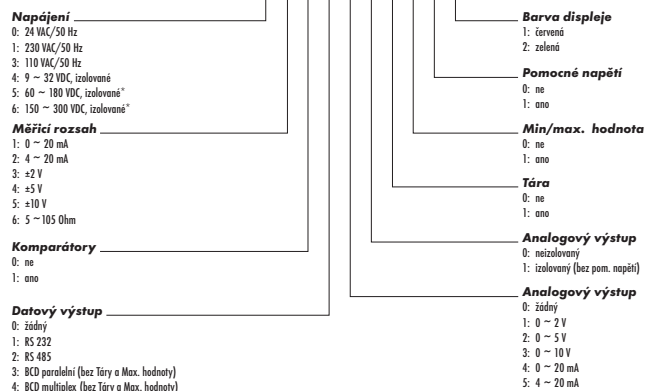 Napájení
0: 24 VAC/50 Hz
1: 230 VAC/50 Hz
3: 110 VAC/50 Hz
4: 9 ~ 32 VDC, izolované
5: 60 ~ 180 VDC, izolované*
6: 150 ~ 300 VDC, izolované*
Měřicí rozsah
1: 0 ~ 20 mA
2: 4 ~ 20 mA
3: ±2 V
4: ±5 V
5: ±10 V
6: 5 ~105 Ohm
Komparátory
0: ne
1: ano
Datový výstup
0: žádný
1: RS 232
2: RS 485
3: BCD paralelní (bez Táry a Max. hodnoty)
4: BCD multiplex (bez Táry a Max. hodnoty)
Barva displeje
1: červená
2: zelená
Pomocné napětí
0: ne
1: ano
Min/max. hodnota
0: ne
1: ano
Tára
0: ne
1: ano
Analogový výstup
0: neizolovaný
1: izolovaný (bez pom. napětí)
Analogový výstup
0: žádný
1: 0 ~ 2 V
2: 0 ~ 5 V
3: 0 ~ 10 V
4: 0 ~ 20 mA
5: 4 ~ 20 mA